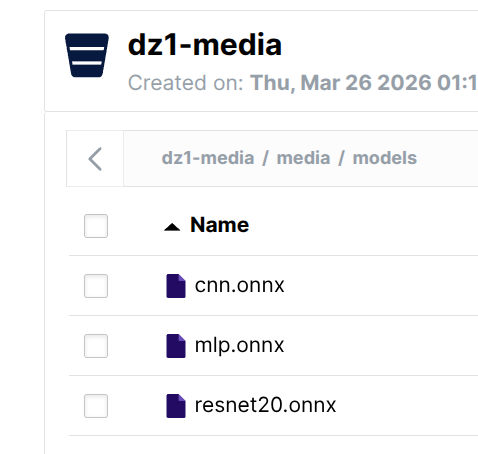 dz1-media
Created on: Thu, Mar 26 2026 01:1
dz1-media / media / models
Name
cnn.onnx
mlp.onnx
resnet20.onnx